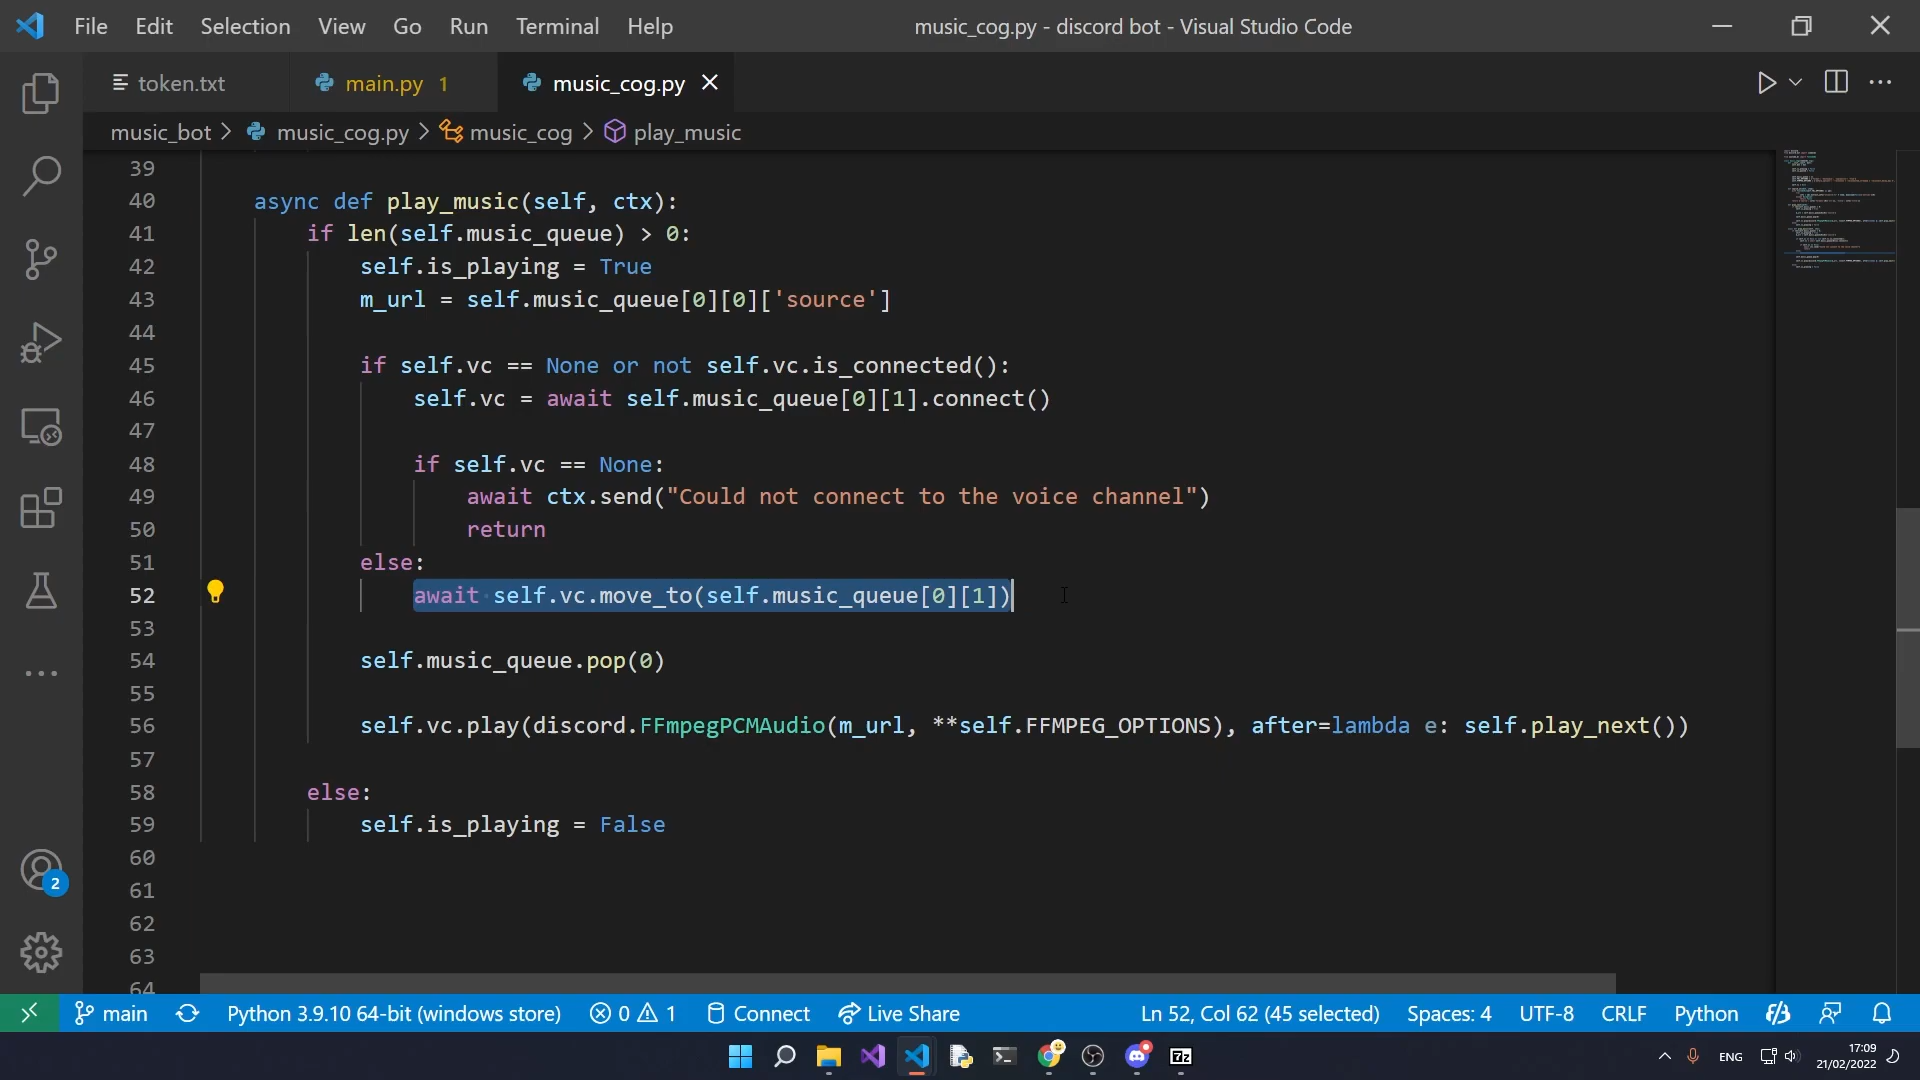 File Edit Selection View Go Run Terminal Help music_cog.py - discord bot - Visual Studio Code
token.txt main.py 1 music_cog.py
music_bot > music_cog.py > music_cog > play_music
39
40 async def play_music(self, ctx):
41 if len(self.music_queue) > 0:
42 self.is_playing = True
43 m_url = self.music_queue[0][0]['source']
44
45 if self.vc == None or not self.vc.is_connected():
46 self.vc = await self.music_queue[0][1].connect()
47
48 if self.vc == None:
49 await ctx.send("Could not connect to the voice channel")
50 return
51 else:
52 await self.vc.move_to(self.music_queue[0][1])
53
54 self.music_queue.pop(0)
55
56 self.vc.play(discord.FFmpegPCMAudio(m_url, **self.FFMPEG_OPTIONS), after=lambda e: self.play_next())
57
58 else:
59 self.is_playing = False
60
61
62
63
64
2
main Python 3.9.10 64-bit (windows store) 0 1 Connect Live Share Ln 52, Col 62 (45 selected) Spaces: 4 UTF-8 CRLF Python
7z ENG 17:09
21/02/2022